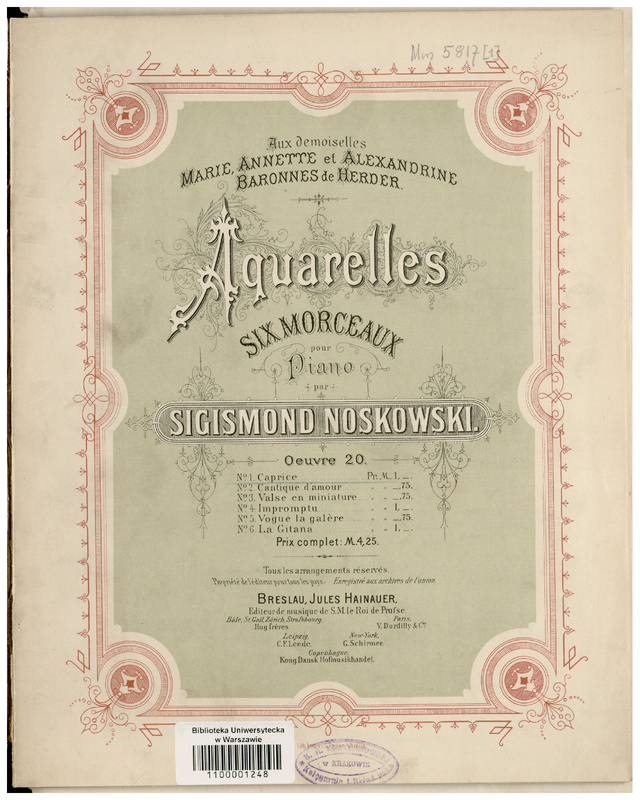 Mus 5817[1]
Aux demoiselles
MARIE, ANNETTE et ALEXANDRINE
BARONNES de HERDER.
Aquarelles
SIX MORCEAUX
pour
Piano
par
SIGISMOND NOSKOWSKI.
Oeuvre 20.
No 1. Caprice Pr. M. 1, _.
No 2. Cantique d'amour " " _,75.
No 3. Valse en miniature " " _,75.
No 4. Impromptu " " 1, _.
No 5. Vogue la galère " " _,75.
No 6. La Gitana " " 1, _.
Prix complet: M. 4, 25.
Tous les arrangements réservés.
Propriété de l'éditeur pour tous les pays. Enregistré aux archives de l'union
BRESLAU, JULES HAINAUER,
Editeur de musique de S. M. le Roi de Prusse.
Bâle, St. Gall, Zürich, Strassbourg, Paris,
Hug frères. V. Durdilly & Cie
Leipzig, New-York,
C. F. Leede. G. Schirmer.
Copenhague,
Kong. Dansk Hofmusikhandel.
Biblioteka Uniwersytecka
w Warszawie
1100001248
w KRAKOWIE